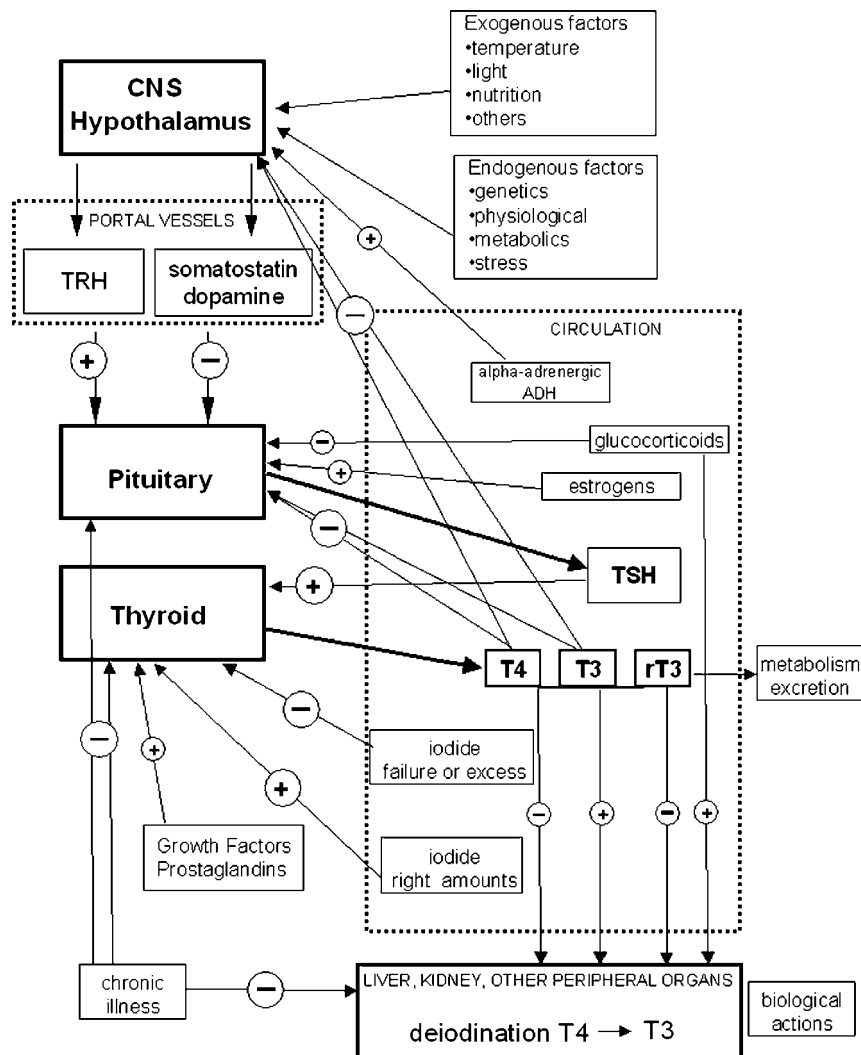 Exogenous factors
•temperature
•light
•nutrition
•others
CNS
Hypothalamus
Endogenous factors
•genetics
•physiological
•metabolics
•stress
PORTAL VESSELS
TRH
somatostatin
dopamine
+
−
+
−
CIRCULATION
alpha-adrenergic
ADH
Pituitary
−
glucocorticoids
+
estrogens
−
TSH
Thyroid
+
T4
T3
rT3
metabolism
excretion
−
−
+
iodide
failure or excess
+
−
+
−
+
Growth Factors
Prostaglandins
iodide
right amounts
chronic
illness
−
LIVER, KIDNEY, OTHER PERIPHERAL ORGANS
deiodination T4 → T3
biological
actions